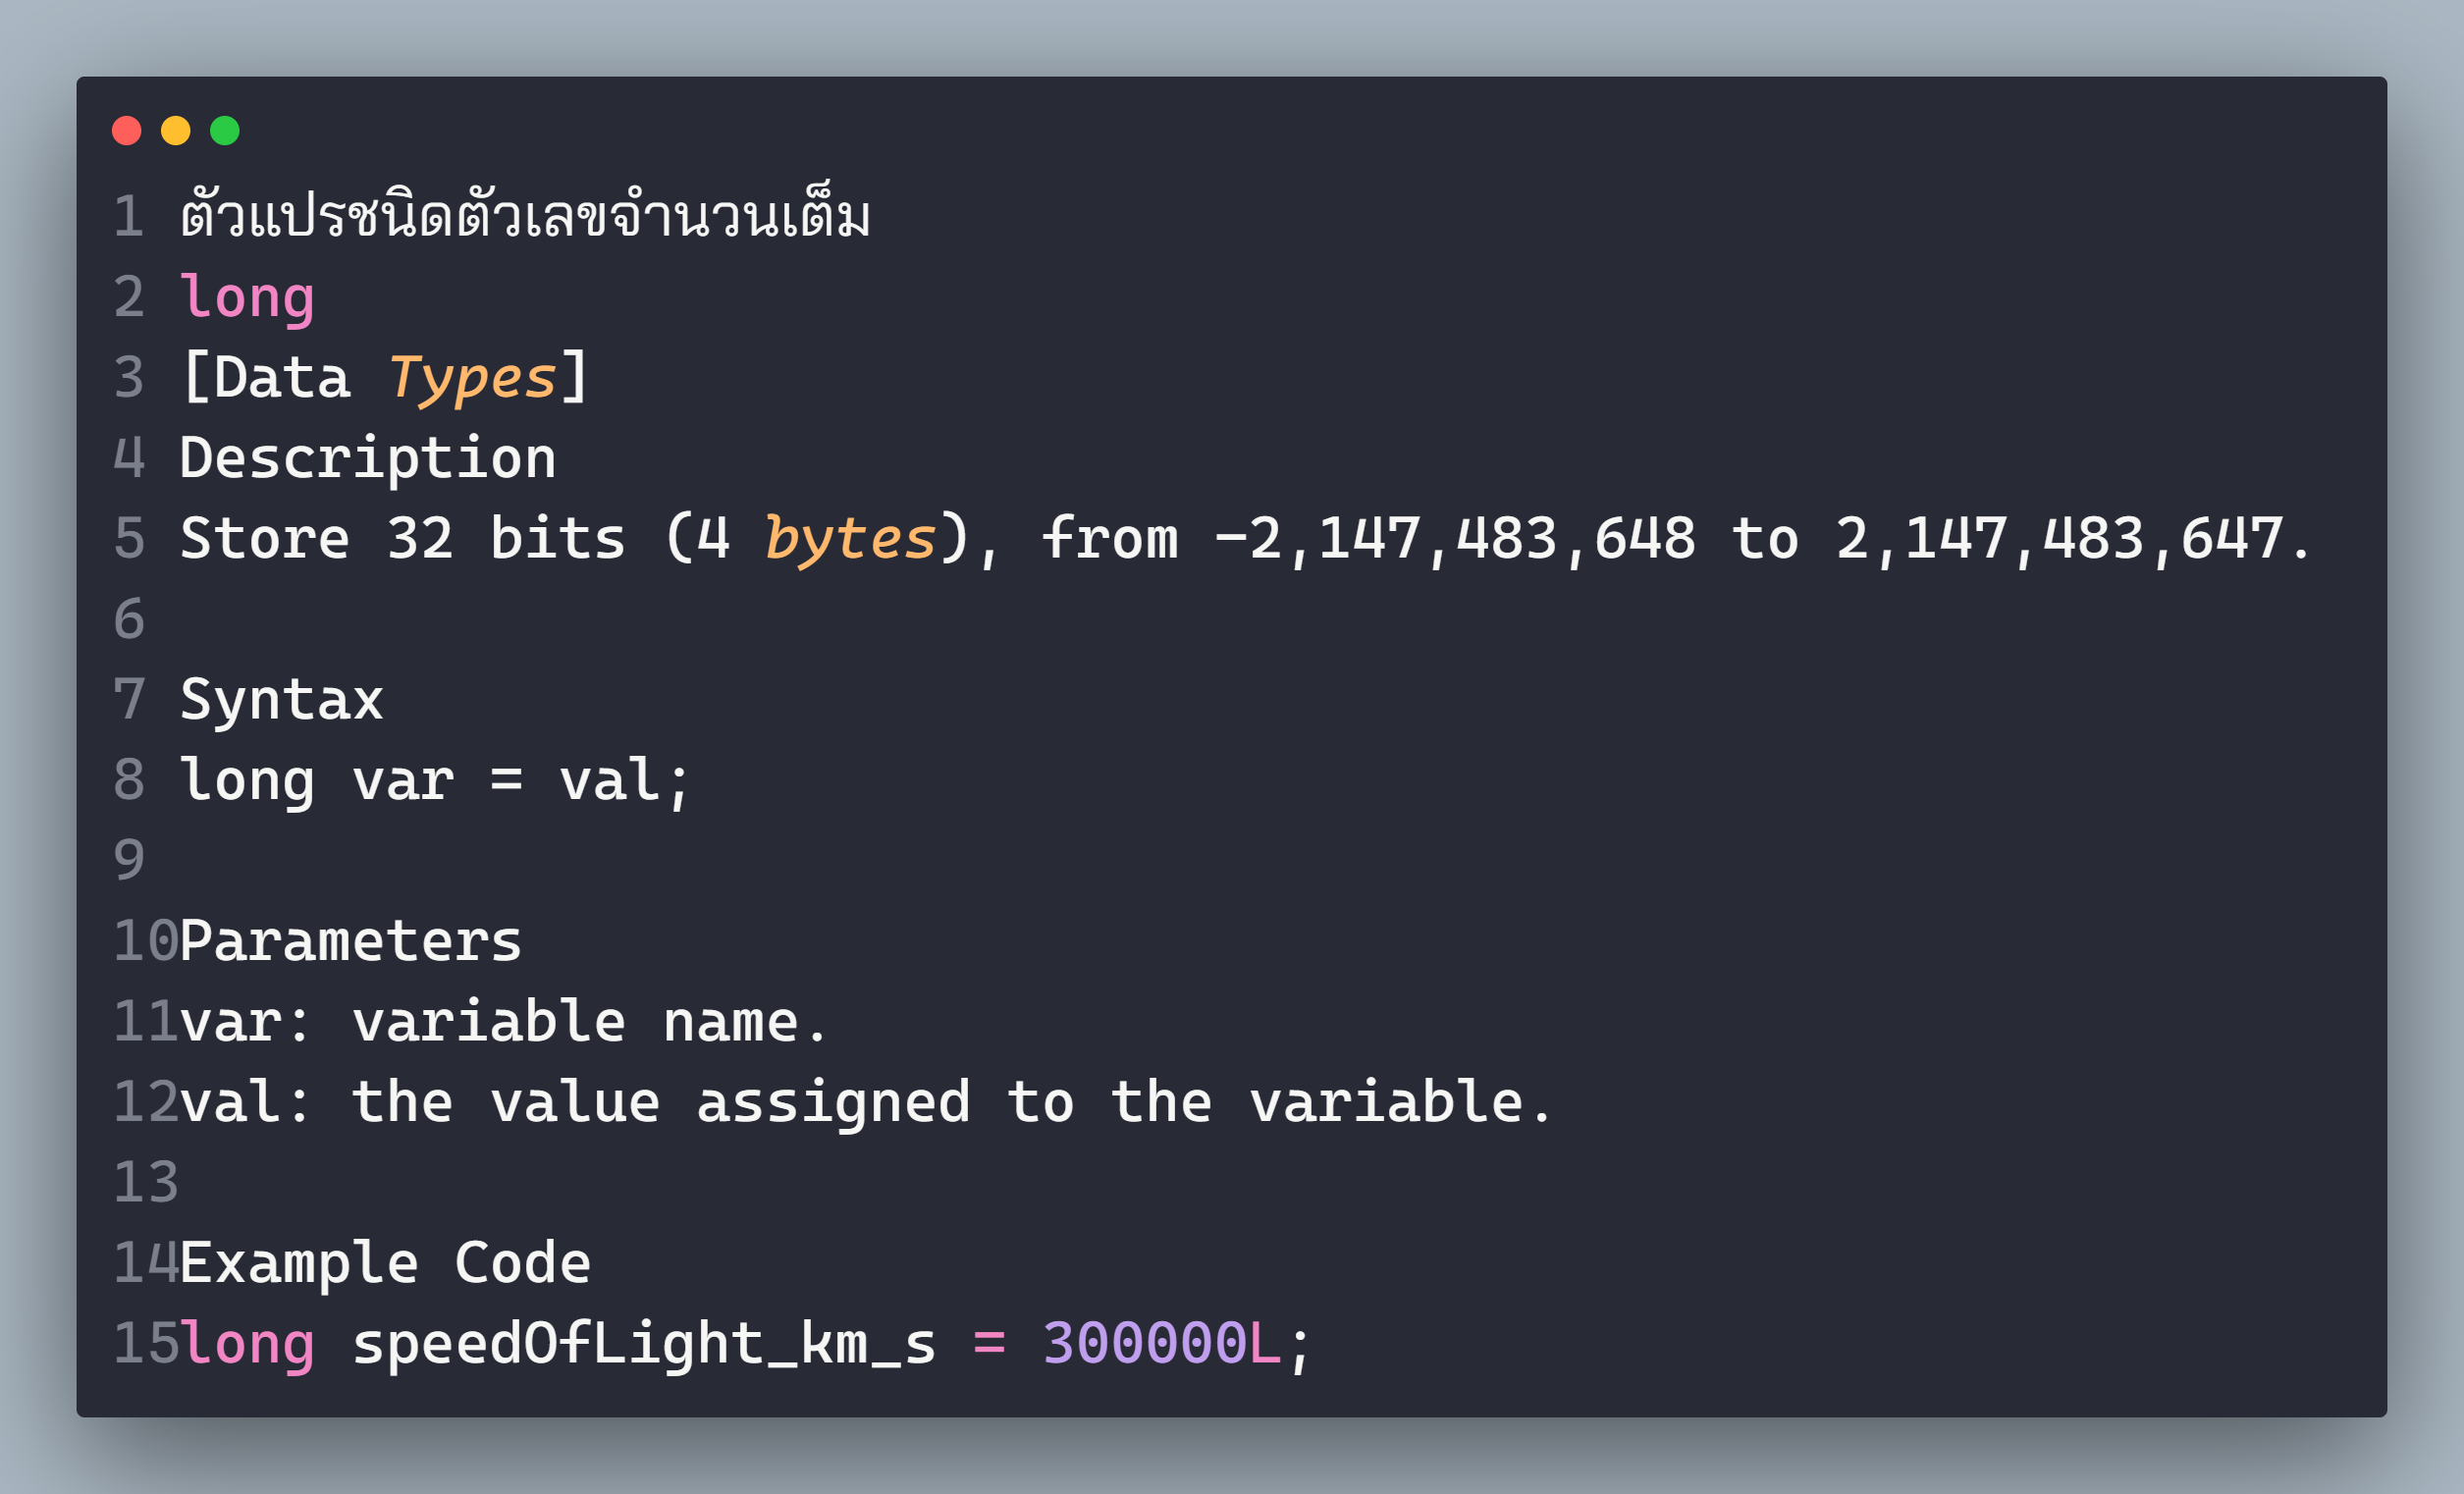 1 ตัวแปรชนิดตัวเลขจำนวนเต็ม
2 long
3 [Data Types]
4 Description
5 Store 32 bits (4 bytes), from -2,147,483,648 to 2,147,483,647.
6
7 Syntax
8 long var = val;
9
10 Parameters
11 var: variable name.
12 val: the value assigned to the variable.
13
14 Example Code
15 long speedOfLight_km_s = 300000L;